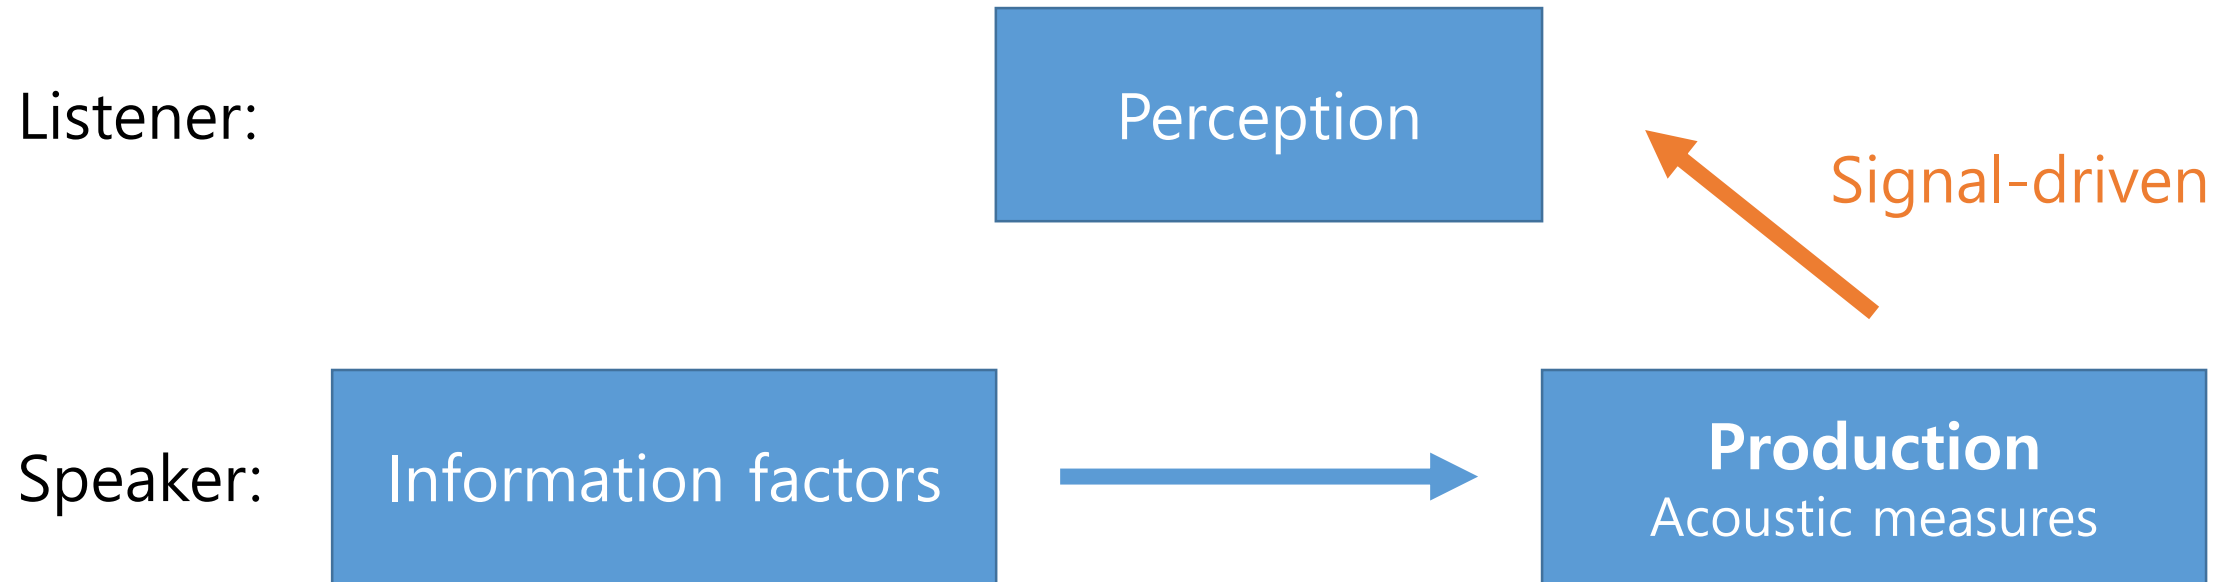 Listener:
Perception
Signal-driven
Speaker:
Information factors
Production
Acoustic measures